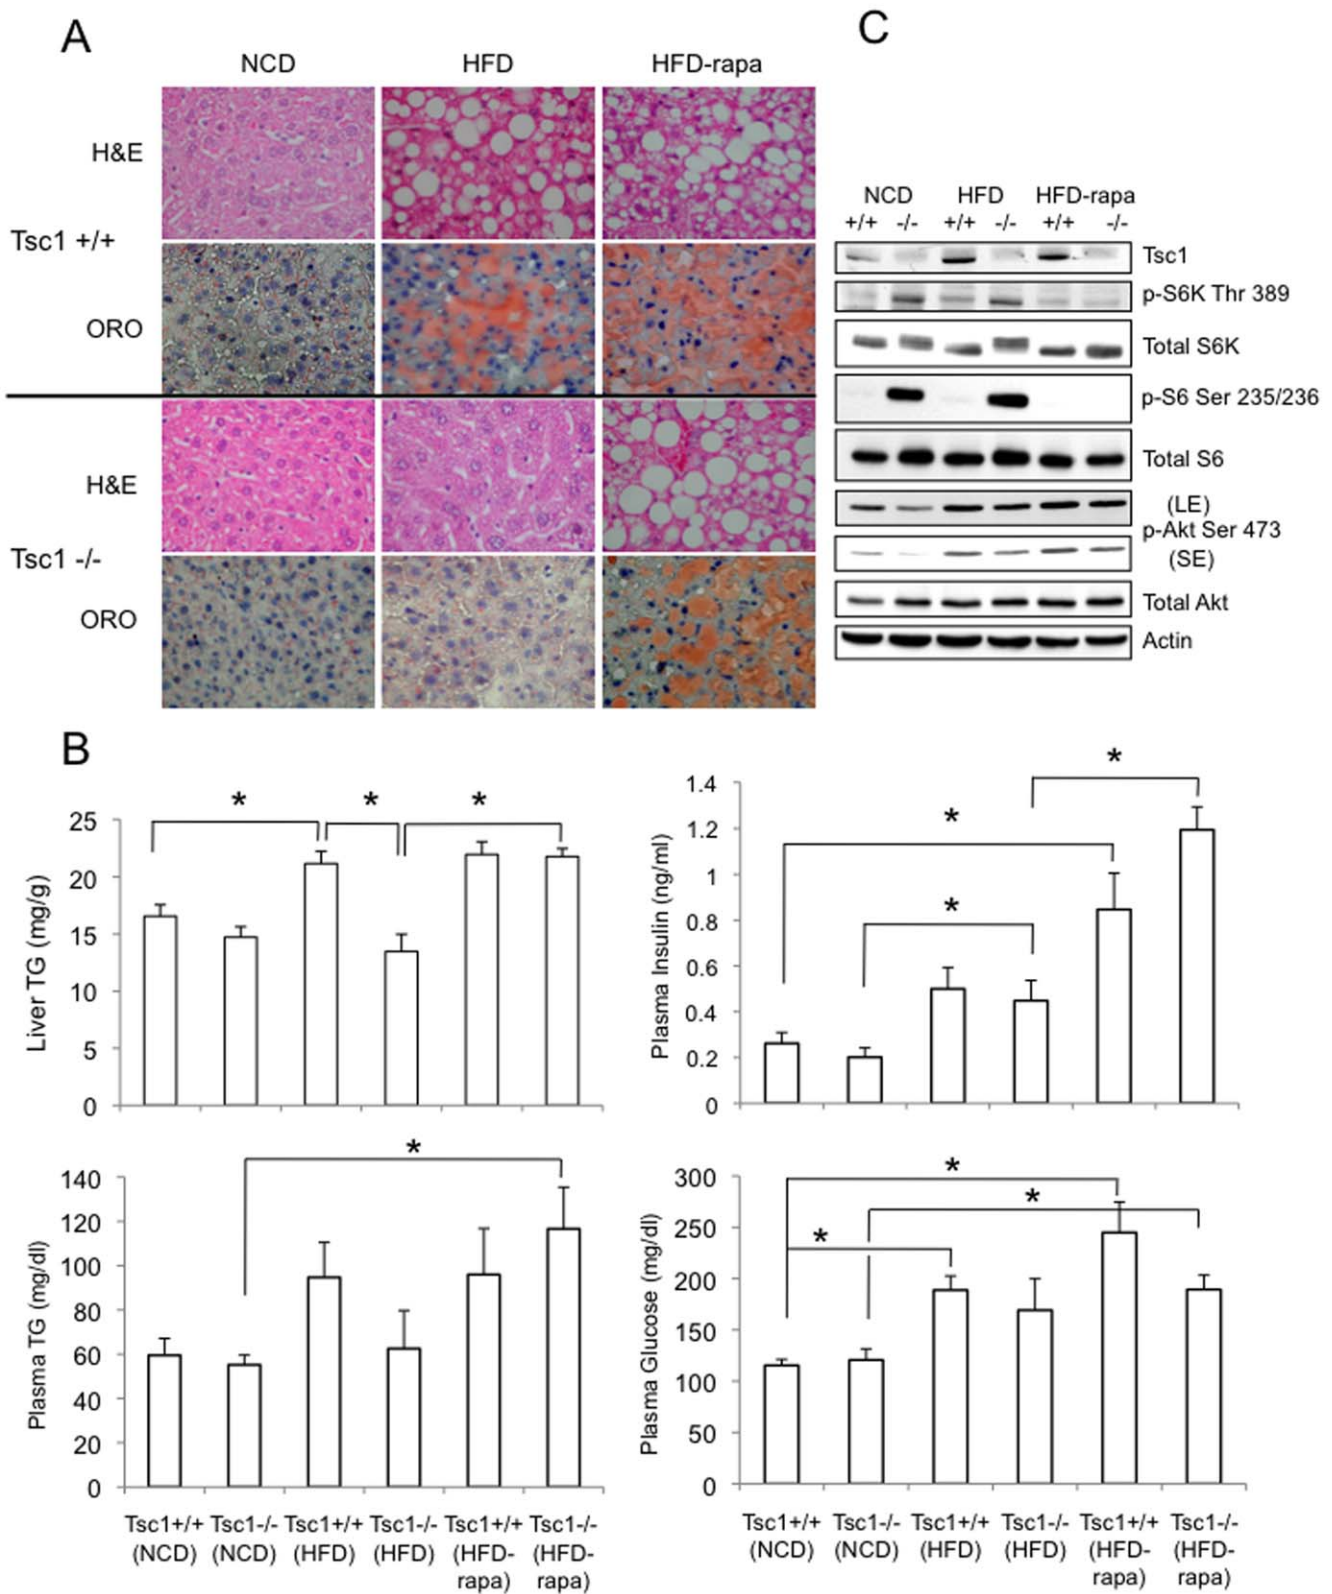 A
NCD HFD HFD-rapa
H&E
Tsc1 +/+
ORO
H&E
Tsc1 -/-
ORO
C
NCD HFD HFD-rapa
+/+ -/- +/+ -/- +/+ -/-
Tsc1
p-S6K Thr 389
Total S6K
p-S6 Ser 235/236
Total S6
(LE)
p-Akt Ser 473
(SE)
Total Akt
Actin
B
* * *
25
20
15
10
5
0
Liver TG (mg/g)
*
*
*
1.4
1.2
1
0.8
0.6
0.4
0.2
0
Plasma Insulin (ng/ml)
*
140
120
100
80
60
40
20
0
Plasma TG (mg/dl)
Tsc1+/+ Tsc1-/- Tsc1+/+ Tsc1-/- Tsc1+/+ Tsc1-/-
(NCD) (NCD) (HFD) (HFD) (HFD- (HFD-
rapa) rapa)
*
*
*
300
250
200
150
100
50
0
Plasma Glucose (mg/dl)
Tsc1+/+ Tsc1-/- Tsc1+/+ Tsc1-/- Tsc1+/+ Tsc1-/-
(NCD) (NCD) (HFD) (HFD) (HFD- (HFD-
rapa) rapa)